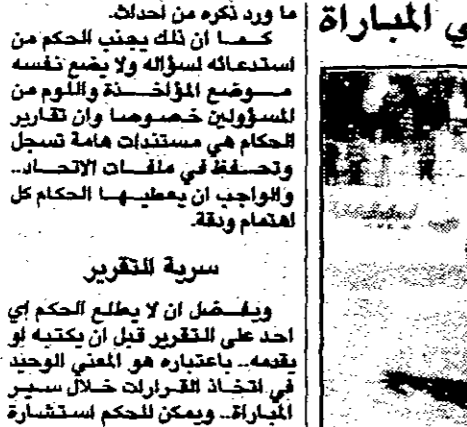 ي المباراة
ما ورد ذكره من احداث.
كما ان ذلك يجنب الحكم من
استدعائه لسؤاله ولا يضع نفسه
موضع المؤاخذة واللوم من
المسؤولين خصوصا وان تقارير
الحكام هي مستندات هامة تسجل
وتحفظ في ملفات الاتحاد..
والواجب ان يعطيها الحكام كل
اهتمام ودقة.
سرية التقرير
ويفضل ان لا يطلع الحكم اي
احد على التقرير قبل ان يكتبه او
يقدمه.. باعتباره هو المعني الوحيد
في اتخاذ القرارات خلال سير
المباراة.. ويمكن للحكم استشارة